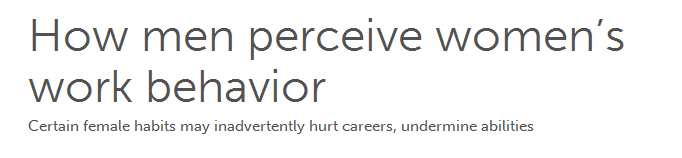 How men perceive women's
work behavior
Certain female habits may inadvertently hurt careers, undermine abilities